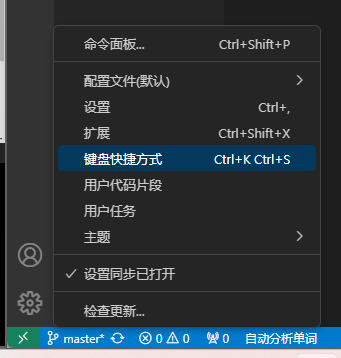 命令面板... Ctrl+Shift+P
配置文件(默认)
设置 Ctrl+,
扩展 Ctrl+Shift+X
键盘快捷方式 Ctrl+K Ctrl+S
用户代码片段
用户任务
主题
设置同步已打开
检查更新...
master* 0 0 0 自动分析单词